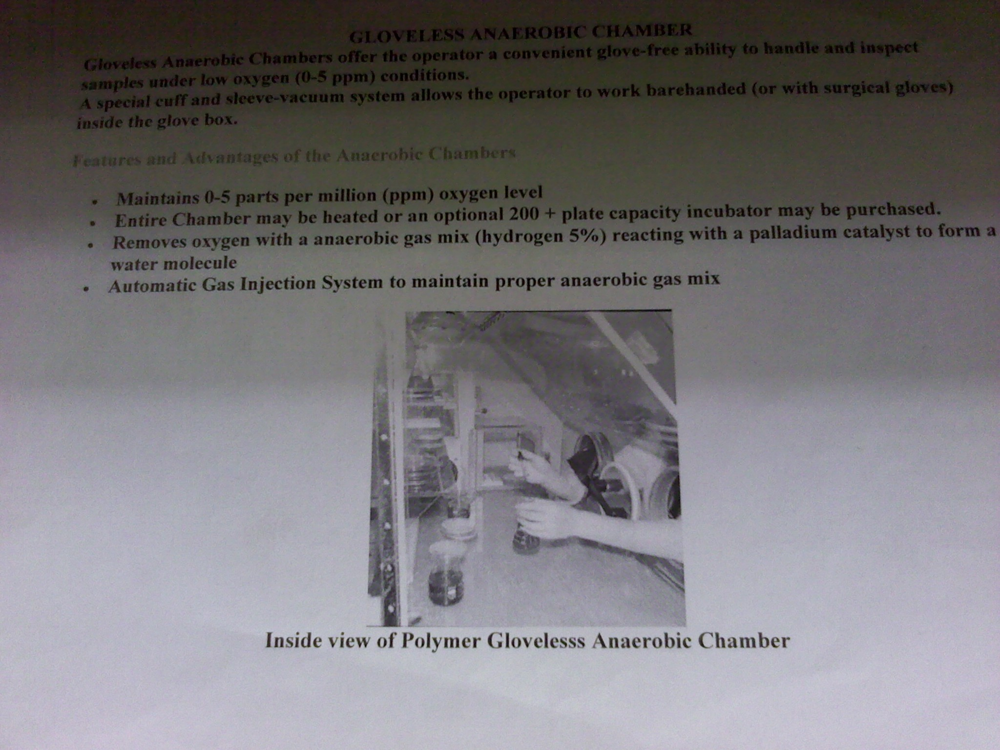 GLOVELESS ANAEROBIC CHAMBER
Gloveless Anaerobic Chambers offer the operator a convenient glove-free ability to handle and inspect
samples under low oxygen (0-5 ppm) conditions.
A special cuff and sleeve-vacuum system allows the operator to work barehanded (or with surgical gloves)
inside the glove box.
Features and Advantages of the Anaerobic Chambers
• Maintains 0-5 parts per million (ppm) oxygen level
• Entire Chamber may be heated or an optional 200 + plate capacity incubator may be purchased.
• Removes oxygen with a anaerobic gas mix (hydrogen 5%) reacting with a palladium catalyst to form a
water molecule
• Automatic Gas Injection System to maintain proper anaerobic gas mix
Inside view of Polymer Glovelesss Anaerobic Chamber